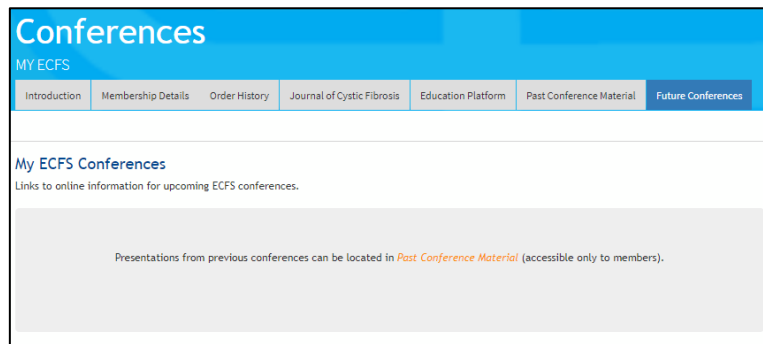 Conferences
MY ECFS
Introduction Membership Details Order History Journal of Cystic Fibrosis Education Platform Past Conference Material Future Conferences
My ECFS Conferences
Links to online information for upcoming ECFS conferences.
Presentations from previous conferences can be located in Past Conference Material (accessible only to members).